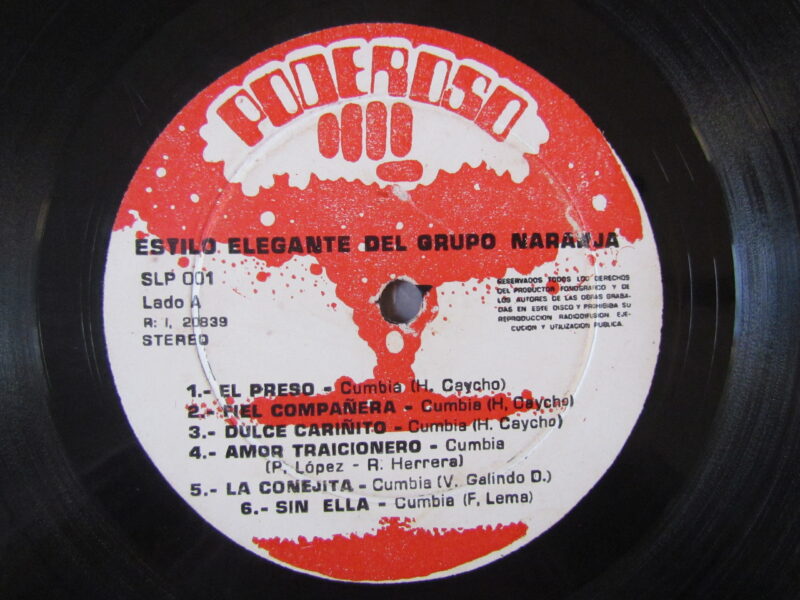 PODEROSO
ESTILO ELEGANTE DEL GRUPO NARANJA
SLP 001
Lado A
R: I, 20839
STEREO
RESERVADOS TODOS LOS DERECHOS
DEL PRODUCTOR FONOGRAFICO Y DE
LOS AUTORES DE LAS OBRAS GRABA-
DAS EN ESTE DISCO Y PROHIBIDA SU
REPRODUCCION RADIODIFUSION EJE-
CUCION Y UTILIZACION PUBLICA.
1.- EL PRESO - Cumbia (H. Caycho)
2.- FIEL COMPAÑERA - Cumbia (H. Caycho)
3.- DULCE CARIÑITO - Cumbia (H. Caycho)
4.- AMOR TRAICIONERO - Cumbia
(P. López - R. Herrera)
5.- LA CONEJITA - Cumbia (V. Galindo D.)
6.- SIN ELLA - Cumbia (F. Lema)